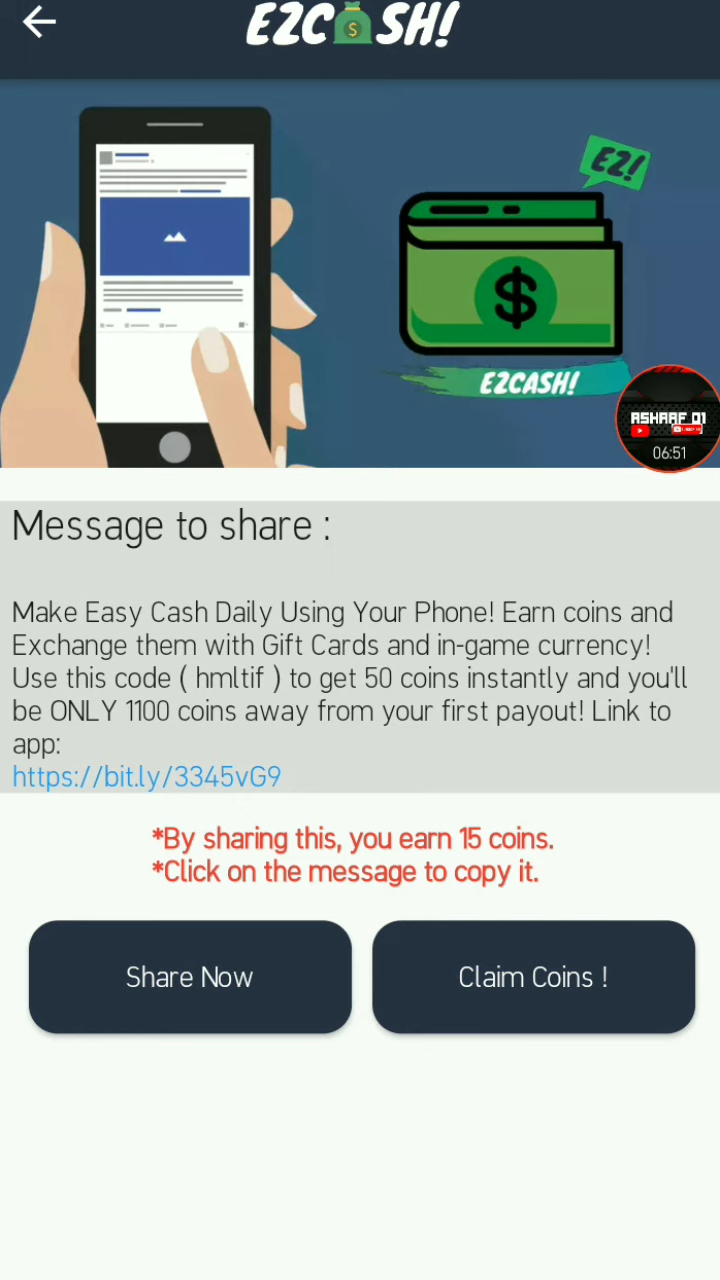 EZC$SH!
EZ!
$
EZCASH!
ASHRAF_01
06:51
Message to share :
Make Easy Cash Daily Using Your Phone! Earn coins and
Exchange them with Gift Cards and in-game currency!
Use this code ( hmltif ) to get 50 coins instantly and you'll
be ONLY 1100 coins away from your first payout! Link to
app:
https://bit.ly/3345vG9
*By sharing this, you earn 15 coins.
*Click on the message to copy it.
Share Now
Claim Coins !